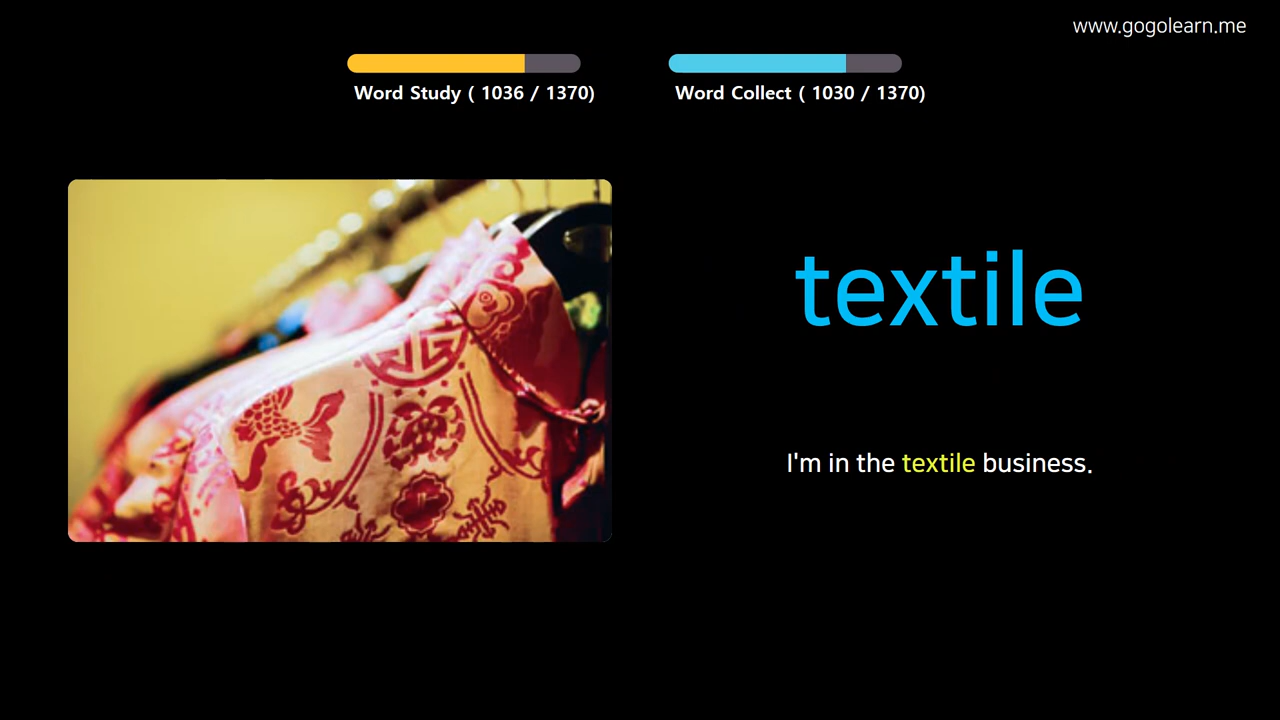 www.gogolearn.me
Word Study ( 1036 / 1370)
Word Collect ( 1030 / 1370)
textile
I'm in the textile business.